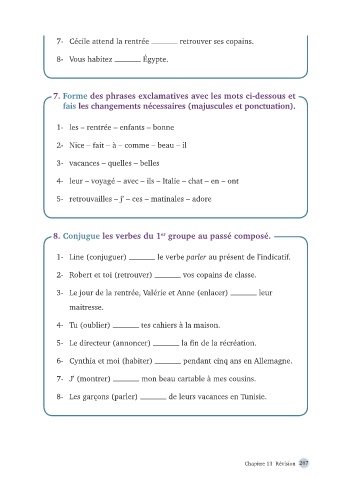 7- Cécile attend la rentrée ________ retrouver ses copains.
8- Vous habitez ________ Égypte.
7. Forme des phrases exclamatives avec les mots ci-dessous et
fais les changements nécessaires (majuscules et ponctuation).
1- les – rentrée – enfants – bonne
2- Nice – fait – à – comme – beau – il
3- vacances – quelles – belles
4- leur – voyagé – avec – ils – Italie – chat – en – ont
5- retrouvailles – j' – ces – matinales – adore
8. Conjugue les verbes du 1er groupe au passé composé.
1- Line (conjuguer) ________ le verbe parler au présent de l'indicatif.
2- Robert et toi (retrouver) ________ vos copains de classe.
3- Le jour de la rentrée, Valérie et Anne (enlacer) ________ leur
maitresse.
4- Tu (oublier) ________ tes cahiers à la maison.
5- Le directeur (annoncer) ________ la fin de la récréation.
6- Cynthia et moi (habiter) ________ pendant cinq ans en Allemagne.
7- J' (montrer) ________ mon beau cartable à mes cousins.
8- Les garçons (parler) ________ de leurs vacances en Tunisie.
Chapitre 13 Révision 247